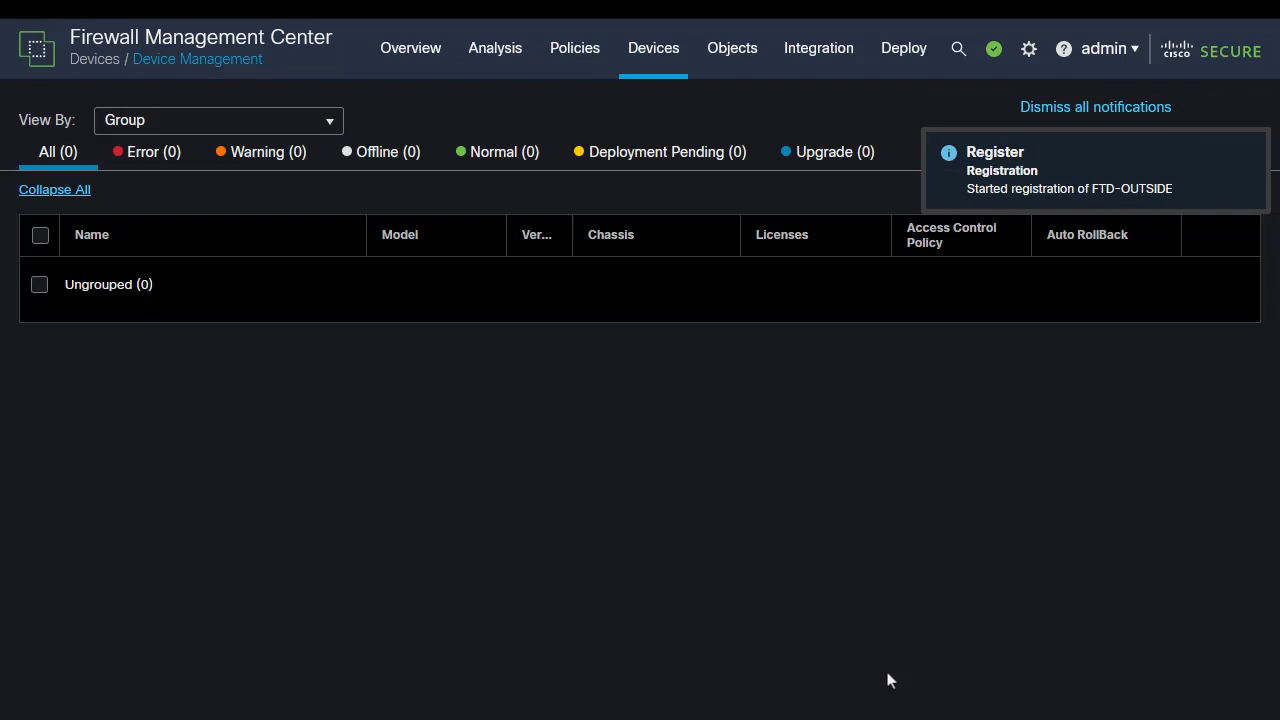 Firewall Management Center
Devices / Device Management
Overview Analysis Policies Devices Objects Integration Deploy admin CISCO SECURE
Dismiss all notifications
View By: Group
All (0) Error (0) Warning (0) Offline (0) Normal (0) Deployment Pending (0) Upgrade (0)
Register
Registration
Started registration of FTD-OUTSIDE
Collapse All
Name Model Ver... Chassis Licenses Access Control Policy Auto RollBack
Ungrouped (0)